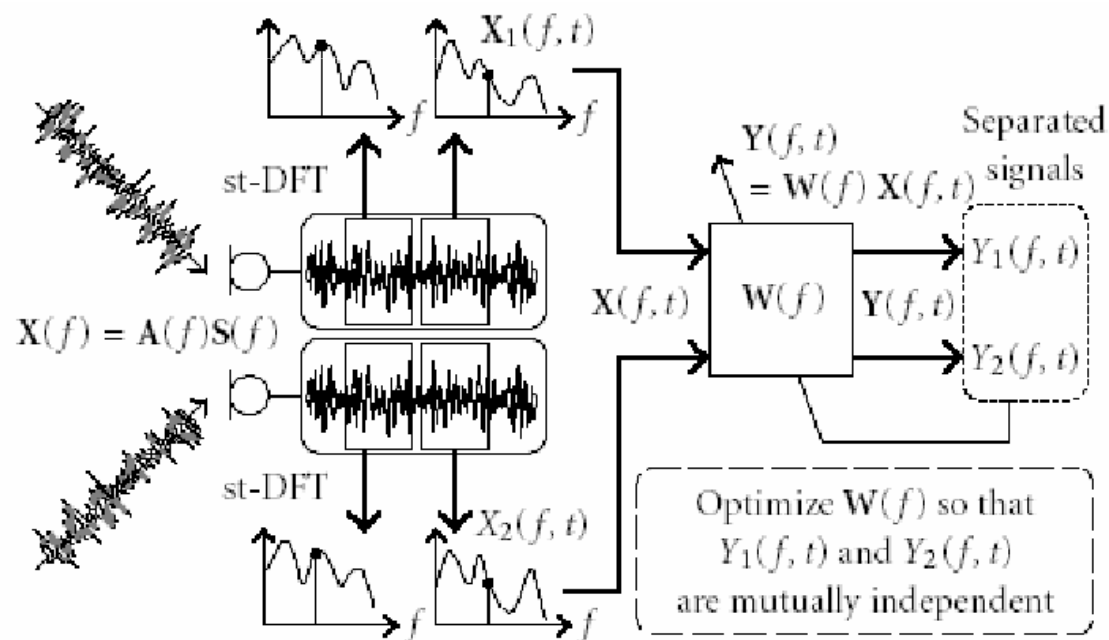 X₁(f,t)
f
f
st-DFT
Y(f,t)
= W(f) X(f,t)
Separated
signals
X(f) = A(f)S(f)
X(f,t)
W(f)
Y(f,t)
Y₁(f, t)
Y₂(f, t)
st-DFT
X₂(f, t)
f
f
Optimize W(f) so that
Y₁(f, t) and Y₂(f, t)
are mutually independent